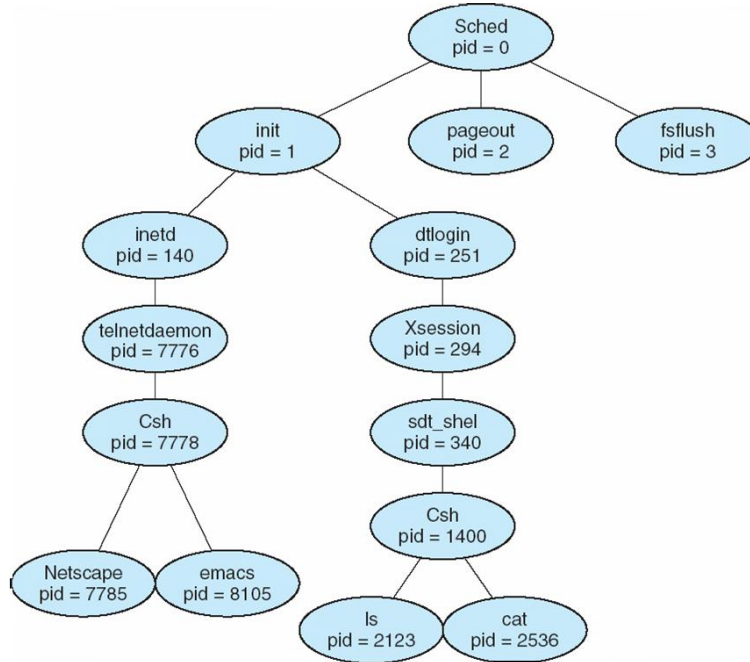 Sched
pid = 0
init
pid = 1
pageout
pid = 2
fsflush
pid = 3
inetd
pid = 140
dtlogin
pid = 251
telnetdaemon
pid = 7776
Xsession
pid = 294
Csh
pid = 7778
sdt_shel
pid = 340
Csh
pid = 1400
Netscape
pid = 7785
emacs
pid = 8105
ls
pid = 2123
cat
pid = 2536